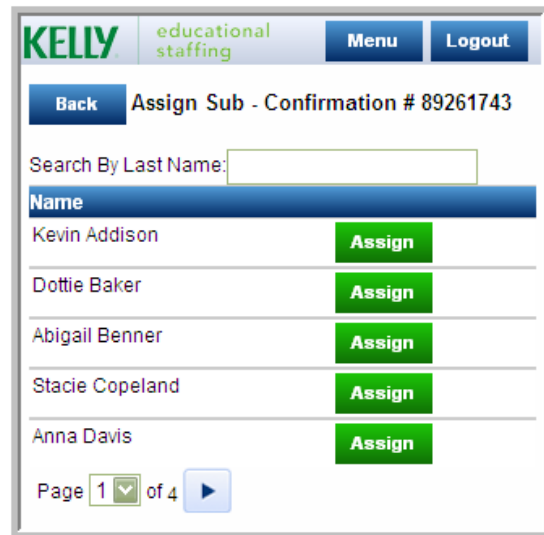 KELLY educational staffing Menu Logout
Back Assign Sub - Confirmation # 89261743
Search By Last Name:
Name
Kevin Addison Assign
Dottie Baker Assign
Abigail Benner Assign
Stacie Copeland Assign
Anna Davis Assign
Page 1 of 4